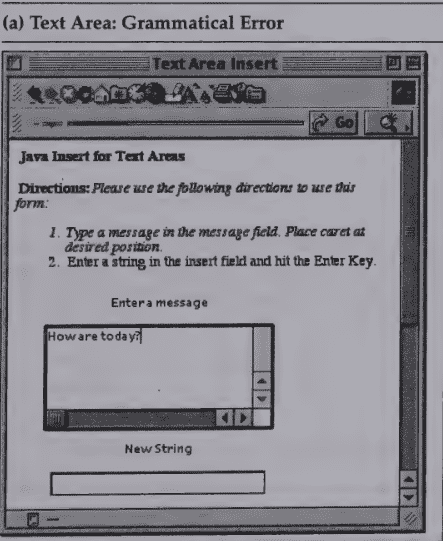 (a) Text Area: Grammatical Error
Text Area Insert
Go
Java Insert for Text Areas
Directions: Please use the following directions to use this
form:
1. Type a message in the message field. Place caret at
desired position.
2. Enter a string in the insert field and hit the Enter Key.
Enter a message
How are today?
New String